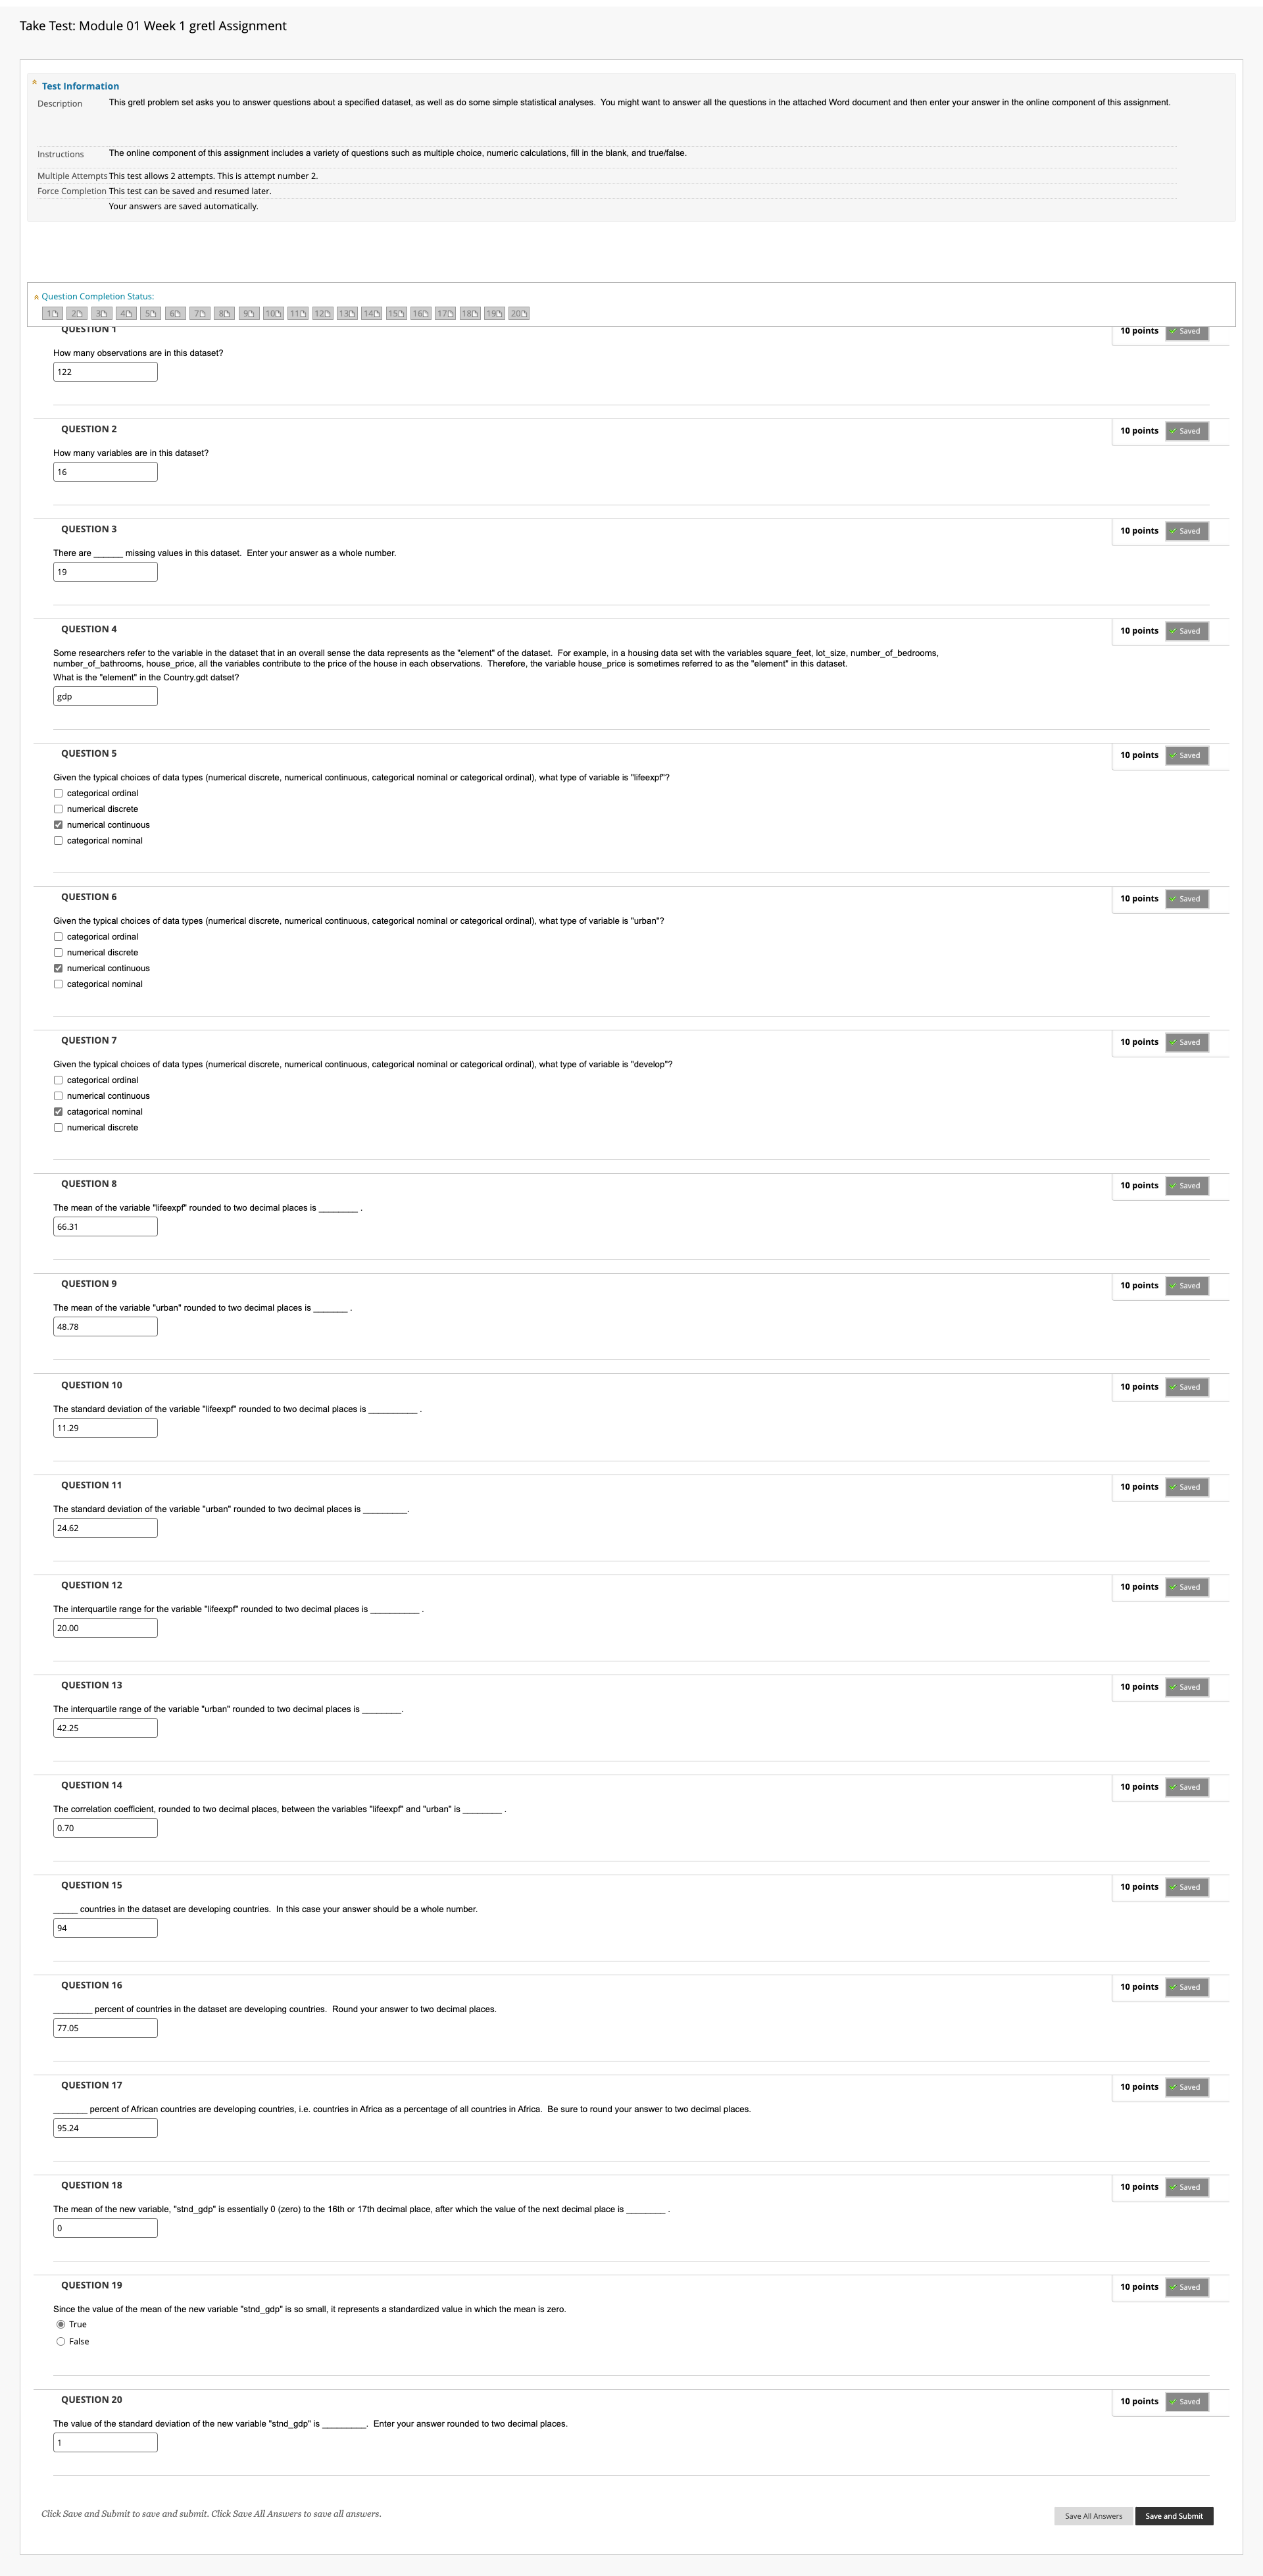 Take Test: Module 01 Week 1 gretl Assignment
Test Information
Description This gretl problem set asks you to answer questions about a specified dataset, as well as do some simple statistical analyses. You might want to answer all the questions in the attached Word document and then enter your answer in the online component of this assignment.
Instructions The online component of this assignment includes a variety of questions such as multiple choice, numeric calculations, fill in the blank, and true/false.
Multiple Attempts This test allows 2 attempts. This is attempt number 2.
Force Completion This test can be saved and resumed later.
Your answers are saved automatically.
Question Completion Status:
1 2 3 4 5 6 7 8 9 10 11 12 13 14 15 16 17 18 19 20
QUESTION 1 10 points Saved
How many observations are in this dataset?
122
QUESTION 2 10 points Saved
How many variables are in this dataset?
16
QUESTION 3 10 points Saved
There are ______ missing values in this dataset. Enter your answer as a whole number.
19
QUESTION 4 10 points Saved
Some researchers refer to the variable in the dataset that in an overall sense the data represents as the "element" of the dataset. For example, in a housing data set with the variables square_feet, lot_size, number_of_bedrooms,
number_of_bathrooms, house_price, all the variables contribute to the price of the house in each observations. Therefore, the variable house_price is sometimes referred to as the "element" in this dataset.
What is the "element" in the Country.gdt datset?
gdp
QUESTION 5 10 points Saved
Given the typical choices of data types (numerical discrete, numerical continuous, categorical nominal or categorical ordinal), what type of variable is "lifeexpf"?
categorical ordinal
numerical discrete
numerical continuous
categorical nominal
QUESTION 6 10 points Saved
Given the typical choices of data types (numerical discrete, numerical continuous, categorical nominal or categorical ordinal), what type of variable is "urban"?
categorical ordinal
numerical discrete
numerical continuous
categorical nominal
QUESTION 7 10 points Saved
Given the typical choices of data types (numerical discrete, numerical continuous, categorical nominal or categorical ordinal), what type of variable is "develop"?
categorical ordinal
numerical continuous
catagorical nominal
numerical discrete
QUESTION 8 10 points Saved
The mean of the variable "lifeexpf" rounded to two decimal places is ________ .
66.31
QUESTION 9 10 points Saved
The mean of the variable "urban" rounded to two decimal places is _______ .
48.78
QUESTION 10 10 points Saved
The standard deviation of the variable "lifeexpf" rounded to two decimal places is __________ .
11.29
QUESTION 11 10 points Saved
The standard deviation of the variable "urban" rounded to two decimal places is _________.
24.62
QUESTION 12 10 points Saved
The interquartile range for the variable "lifeexpf" rounded to two decimal places is __________ .
20.00
QUESTION 13 10 points Saved
The interquartile range of the variable "urban" rounded to two decimal places is ________.
42.25
QUESTION 14 10 points Saved
The correlation coefficient, rounded to two decimal places, between the variables "lifeexpf" and "urban" is ________ .
0.70
QUESTION 15 10 points Saved
_____ countries in the dataset are developing countries. In this case your answer should be a whole number.
94
QUESTION 16 10 points Saved
________ percent of countries in the dataset are developing countries. Round your answer to two decimal places.
77.05
QUESTION 17 10 points Saved
_______ percent of African countries are developing countries, i.e. countries in Africa as a percentage of all countries in Africa. Be sure to round your answer to two decimal places.
95.24
QUESTION 18 10 points Saved
The mean of the new variable, "stnd_gdp" is essentially 0 (zero) to the 16th or 17th decimal place, after which the value of the next decimal place is ________ .
0
QUESTION 19 10 points Saved
Since the value of the mean of the new variable "stnd_gdp" is so small, it represents a standardized value in which the mean is zero.
True
False
QUESTION 20 10 points Saved
The value of the standard deviation of the new variable "stnd_gdp" is _________. Enter your answer rounded to two decimal places.
1
Click Save and Submit to save and submit. Click Save All Answers to save all answers. Save All Answers Save and Submit